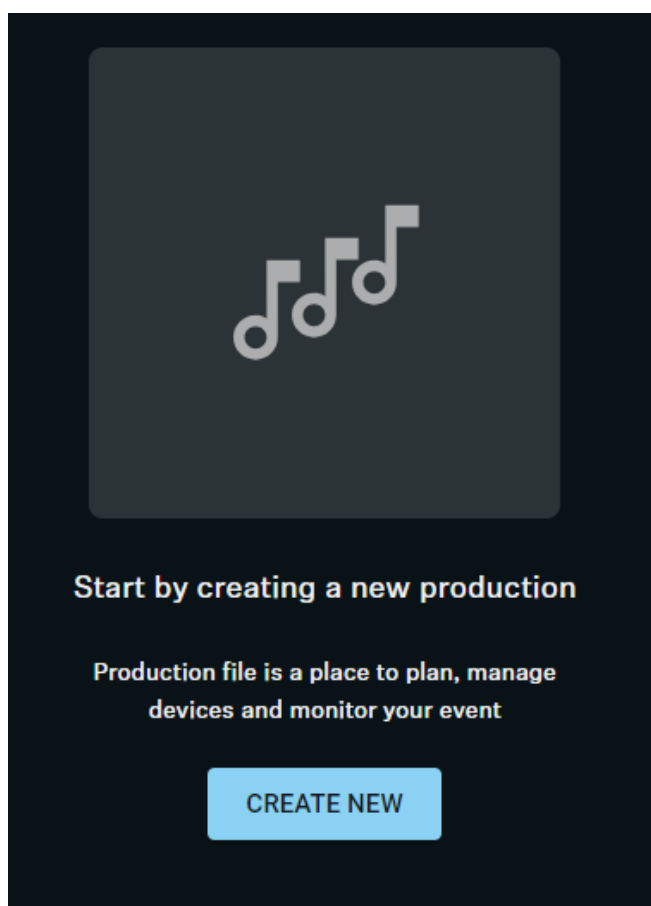 Start by creating a new production
Production file is a place to plan, manage
devices and monitor your event
CREATE NEW